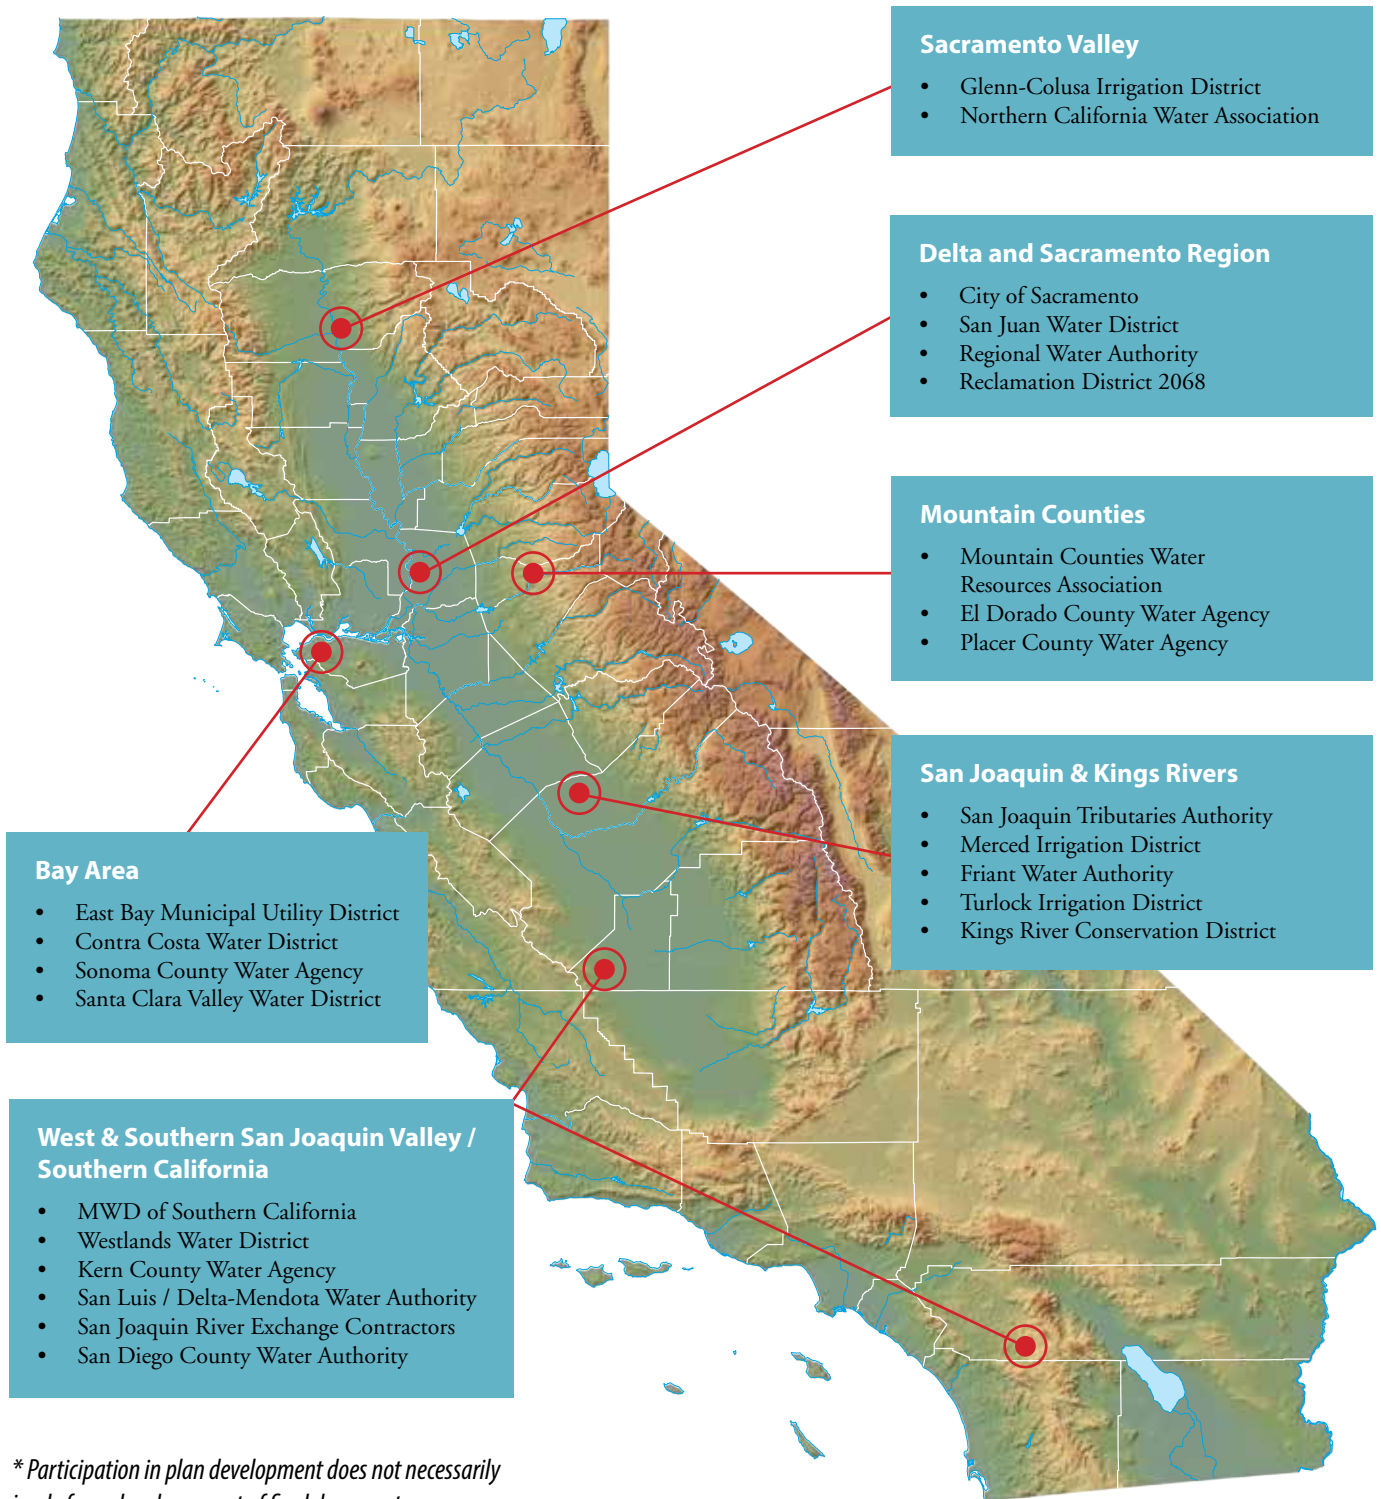 Sacramento Valley
• Glenn-Colusa Irrigation District
• Northern California Water Association
Delta and Sacramento Region
• City of Sacramento
• San Juan Water District
• Regional Water Authority
• Reclamation District 2068
Mountain Counties
• Mountain Counties Water
Resources Association
• El Dorado County Water Agency
• Placer County Water Agency
San Joaquin & Kings Rivers
• San Joaquin Tributaries Authority
• Merced Irrigation District
• Friant Water Authority
• Turlock Irrigation District
• Kings River Conservation District
Bay Area
• East Bay Municipal Utility District
• Contra Costa Water District
• Sonoma County Water Agency
• Santa Clara Valley Water District
West & Southern San Joaquin Valley /
Southern California
• MWD of Southern California
• Westlands Water District
• Kern County Water Agency
• San Luis / Delta-Mendota Water Authority
• San Joaquin River Exchange Contractors
• San Diego County Water Authority
* Participation in plan development does not necessarily